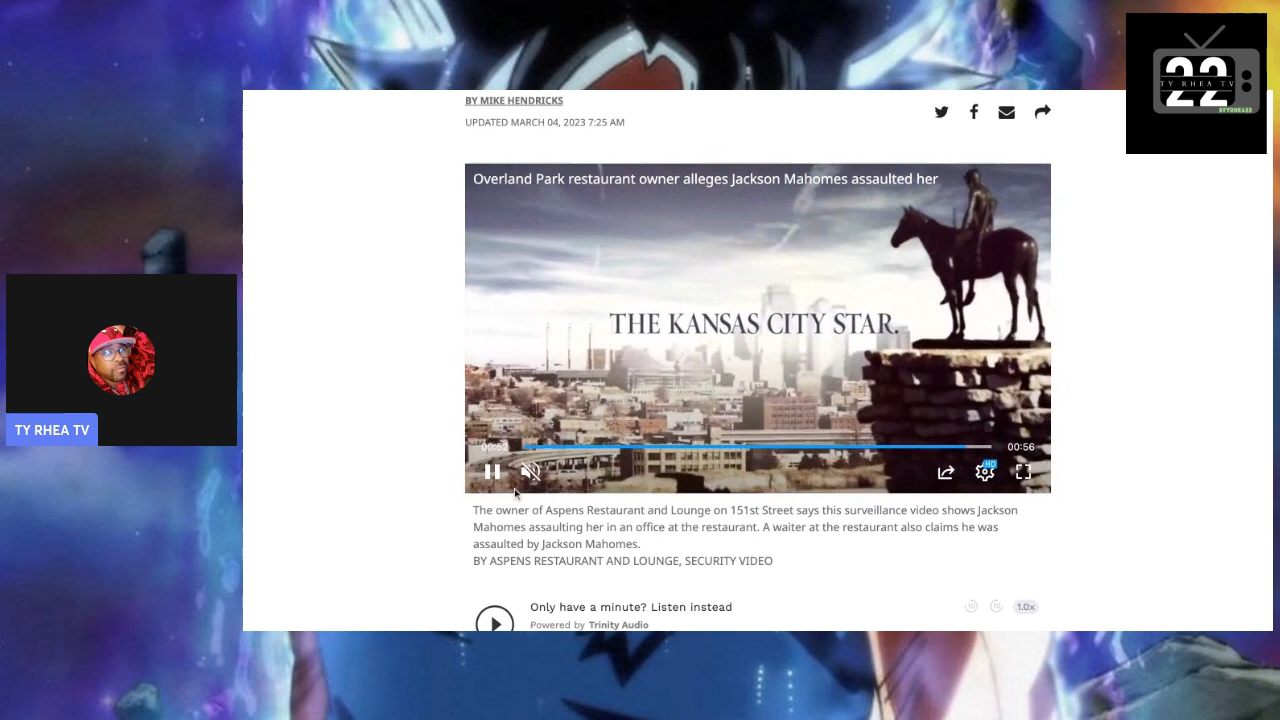 BY MIKE HENDRICKS
UPDATED MARCH 04, 2023 7:25 AM
22
TY RHEA TV
Overland Park restaurant owner alleges Jackson Mahomes assaulted her
THE KANSAS CITY STAR.
00:56
HD
TY RHEA TV
The owner of Aspens Restaurant and Lounge on 151st Street says this surveillance video shows Jackson
Mahomes assaulting her in an office at the restaurant. A waiter at the restaurant also claims he was
assaulted by Jackson Mahomes.
BY ASPENS RESTAURANT AND LOUNGE, SECURITY VIDEO
Only have a minute? Listen instead
Powered by Trinity Audio
10 10 1.0x